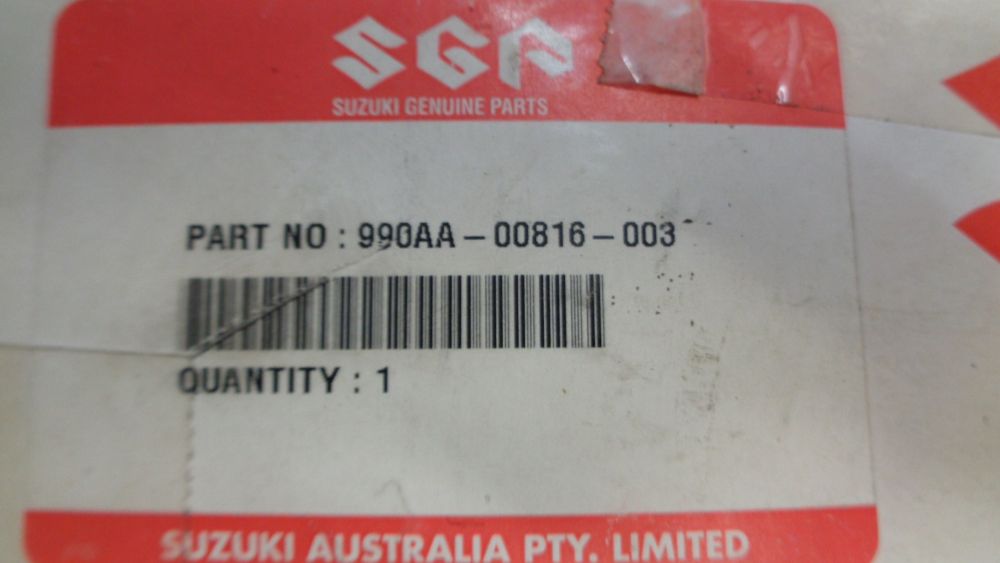 SGP
SUZUKI GENUINE PARTS
PART NO : 990AA – 00816 – 003
QUANTITY : 1
SUZUKI AUSTRALIA PTY. LIMITED